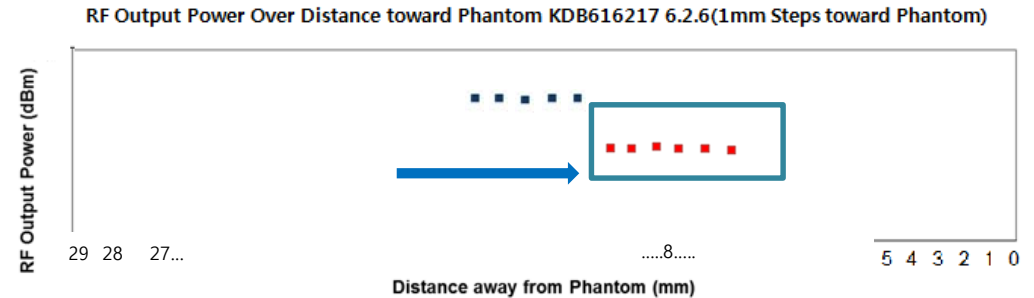 RF Output Power Over Distance toward Phantom KDB616217 6.2.6(1mm Steps toward Phantom)
RF Output Power (dBm)
29 28 27... .....8..... 5 4 3 2 1 0
Distance away from Phantom (mm)